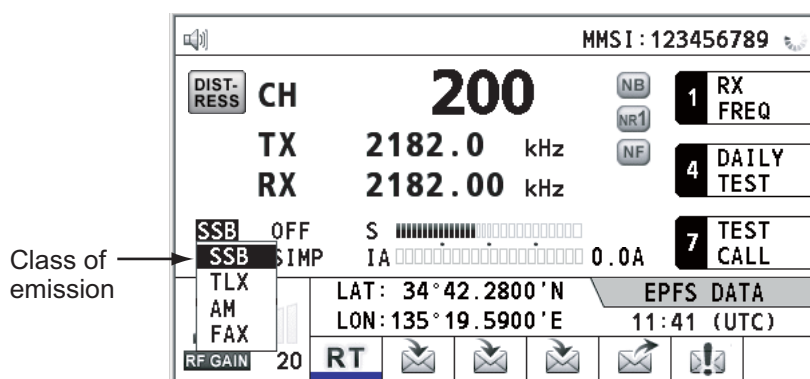 MMSI:123456789
DIST-
RESS
CH
200
NB
NR1
NF
1
RX
FREQ
TX
2182.0
kHz
RX
2182.00
kHz
4
DAILY
TEST
SSB
OFF
S
SIMP
IA
0.0A
7
TEST
CALL
Class of
emission
SSB
TLX
AM
FAX
LAT: 34°42.2800'N
LON:135°19.5900'E
EPFS DATA
11:41 (UTC)
RF GAIN
20
RT